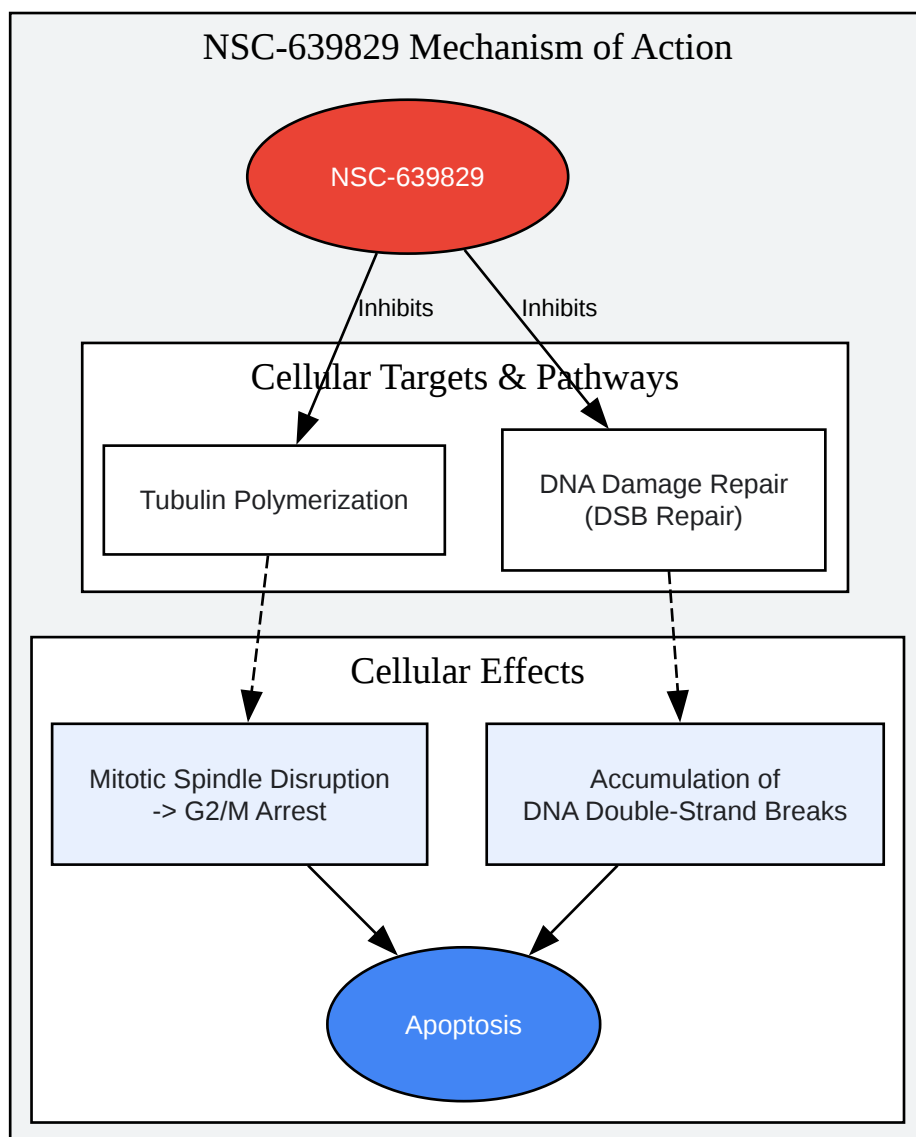 NSC-639829 Mechanism of Action
NSC-639829
Inhibits
Inhibits
Cellular Targets & Pathways
Tubulin Polymerization
DNA Damage Repair
(DSB Repair)
Cellular Effects
Mitotic Spindle Disruption
-> G2/M Arrest
Accumulation of
DNA Double-Strand Breaks
Apoptosis